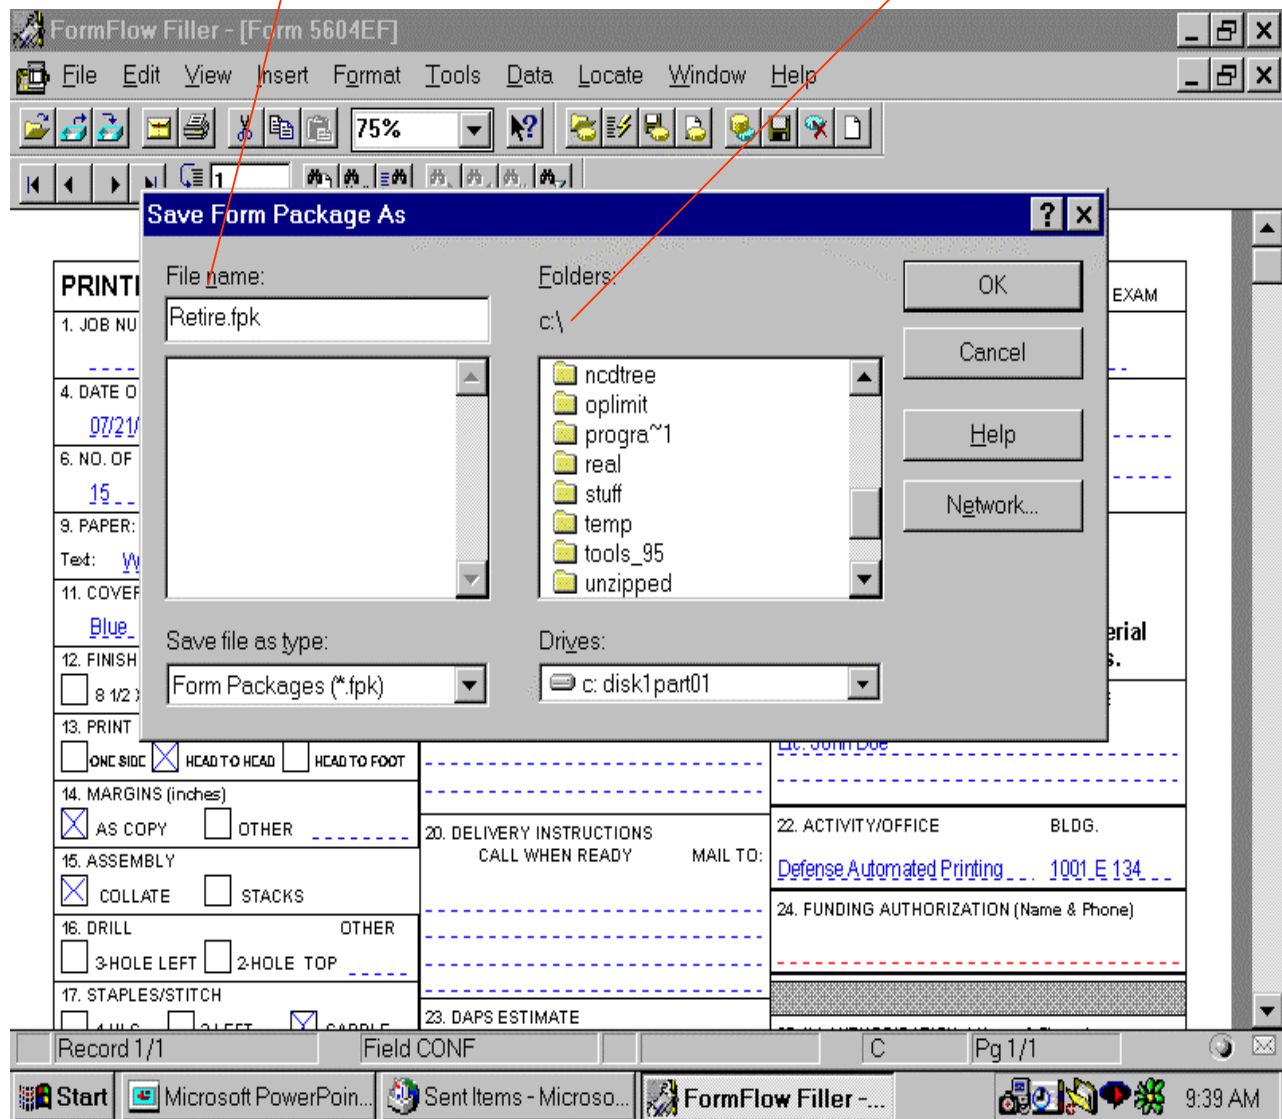 FormFlow Filler - [Form 5604EF]
File Edit View Insert Format Tools Data Locate Window Help
75%
1
Save Form Package As
File name:
Folders:
OK
Retire.fpk
c:\
Cancel
ncdtree
oplimit
progra~1
Help
real
stuff
Network...
temp
tools_95
unzipped
Save file as type:
Drives:
Form Packages (*.fpk)
c: disk1part01
PRINTI
EXAM
1. JOB NU
4. DATE O
07/21/
6. NO. OF
15
9. PAPER:
Text: W
11. COVER
Blue
erial
12. FINISH
s.
8 1/2 X
13. PRINT
ONE SIDE HEAD TO HEAD HEAD TO FOOT
Ltc. John Doe
14. MARGINS (inches)
AS COPY OTHER
20. DELIVERY INSTRUCTIONS
CALL WHEN READY MAIL TO:
22. ACTIVITY/OFFICE BLDG.
Defense Automated Printing 1001 E 134
15. ASSEMBLY
COLLATE STACKS
24. FUNDING AUTHORIZATION (Name & Phone)
16. DRILL OTHER
3-HOLE LEFT 2-HOLE TOP
17. STAPLES/STITCH
23. DAPS ESTIMATE
SADDLE
Record 1/1 Field CONF C Pg 1/1
Start Microsoft PowerPoin... Sent Items - Microso... FormFlow Filler -... 9:39 AM